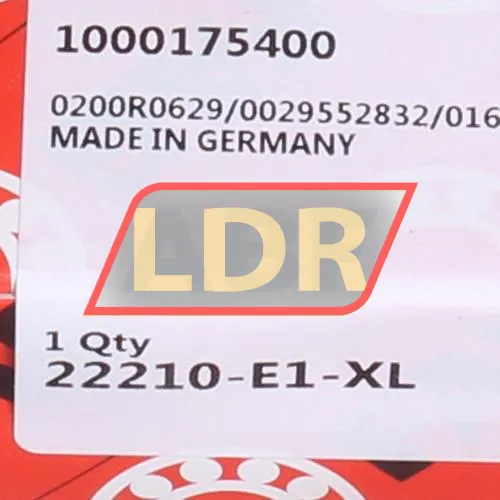 1000175400
0200R0629/0029552832/016
MADE IN GERMANY
LDR
1 Qty
22210-E1-XL